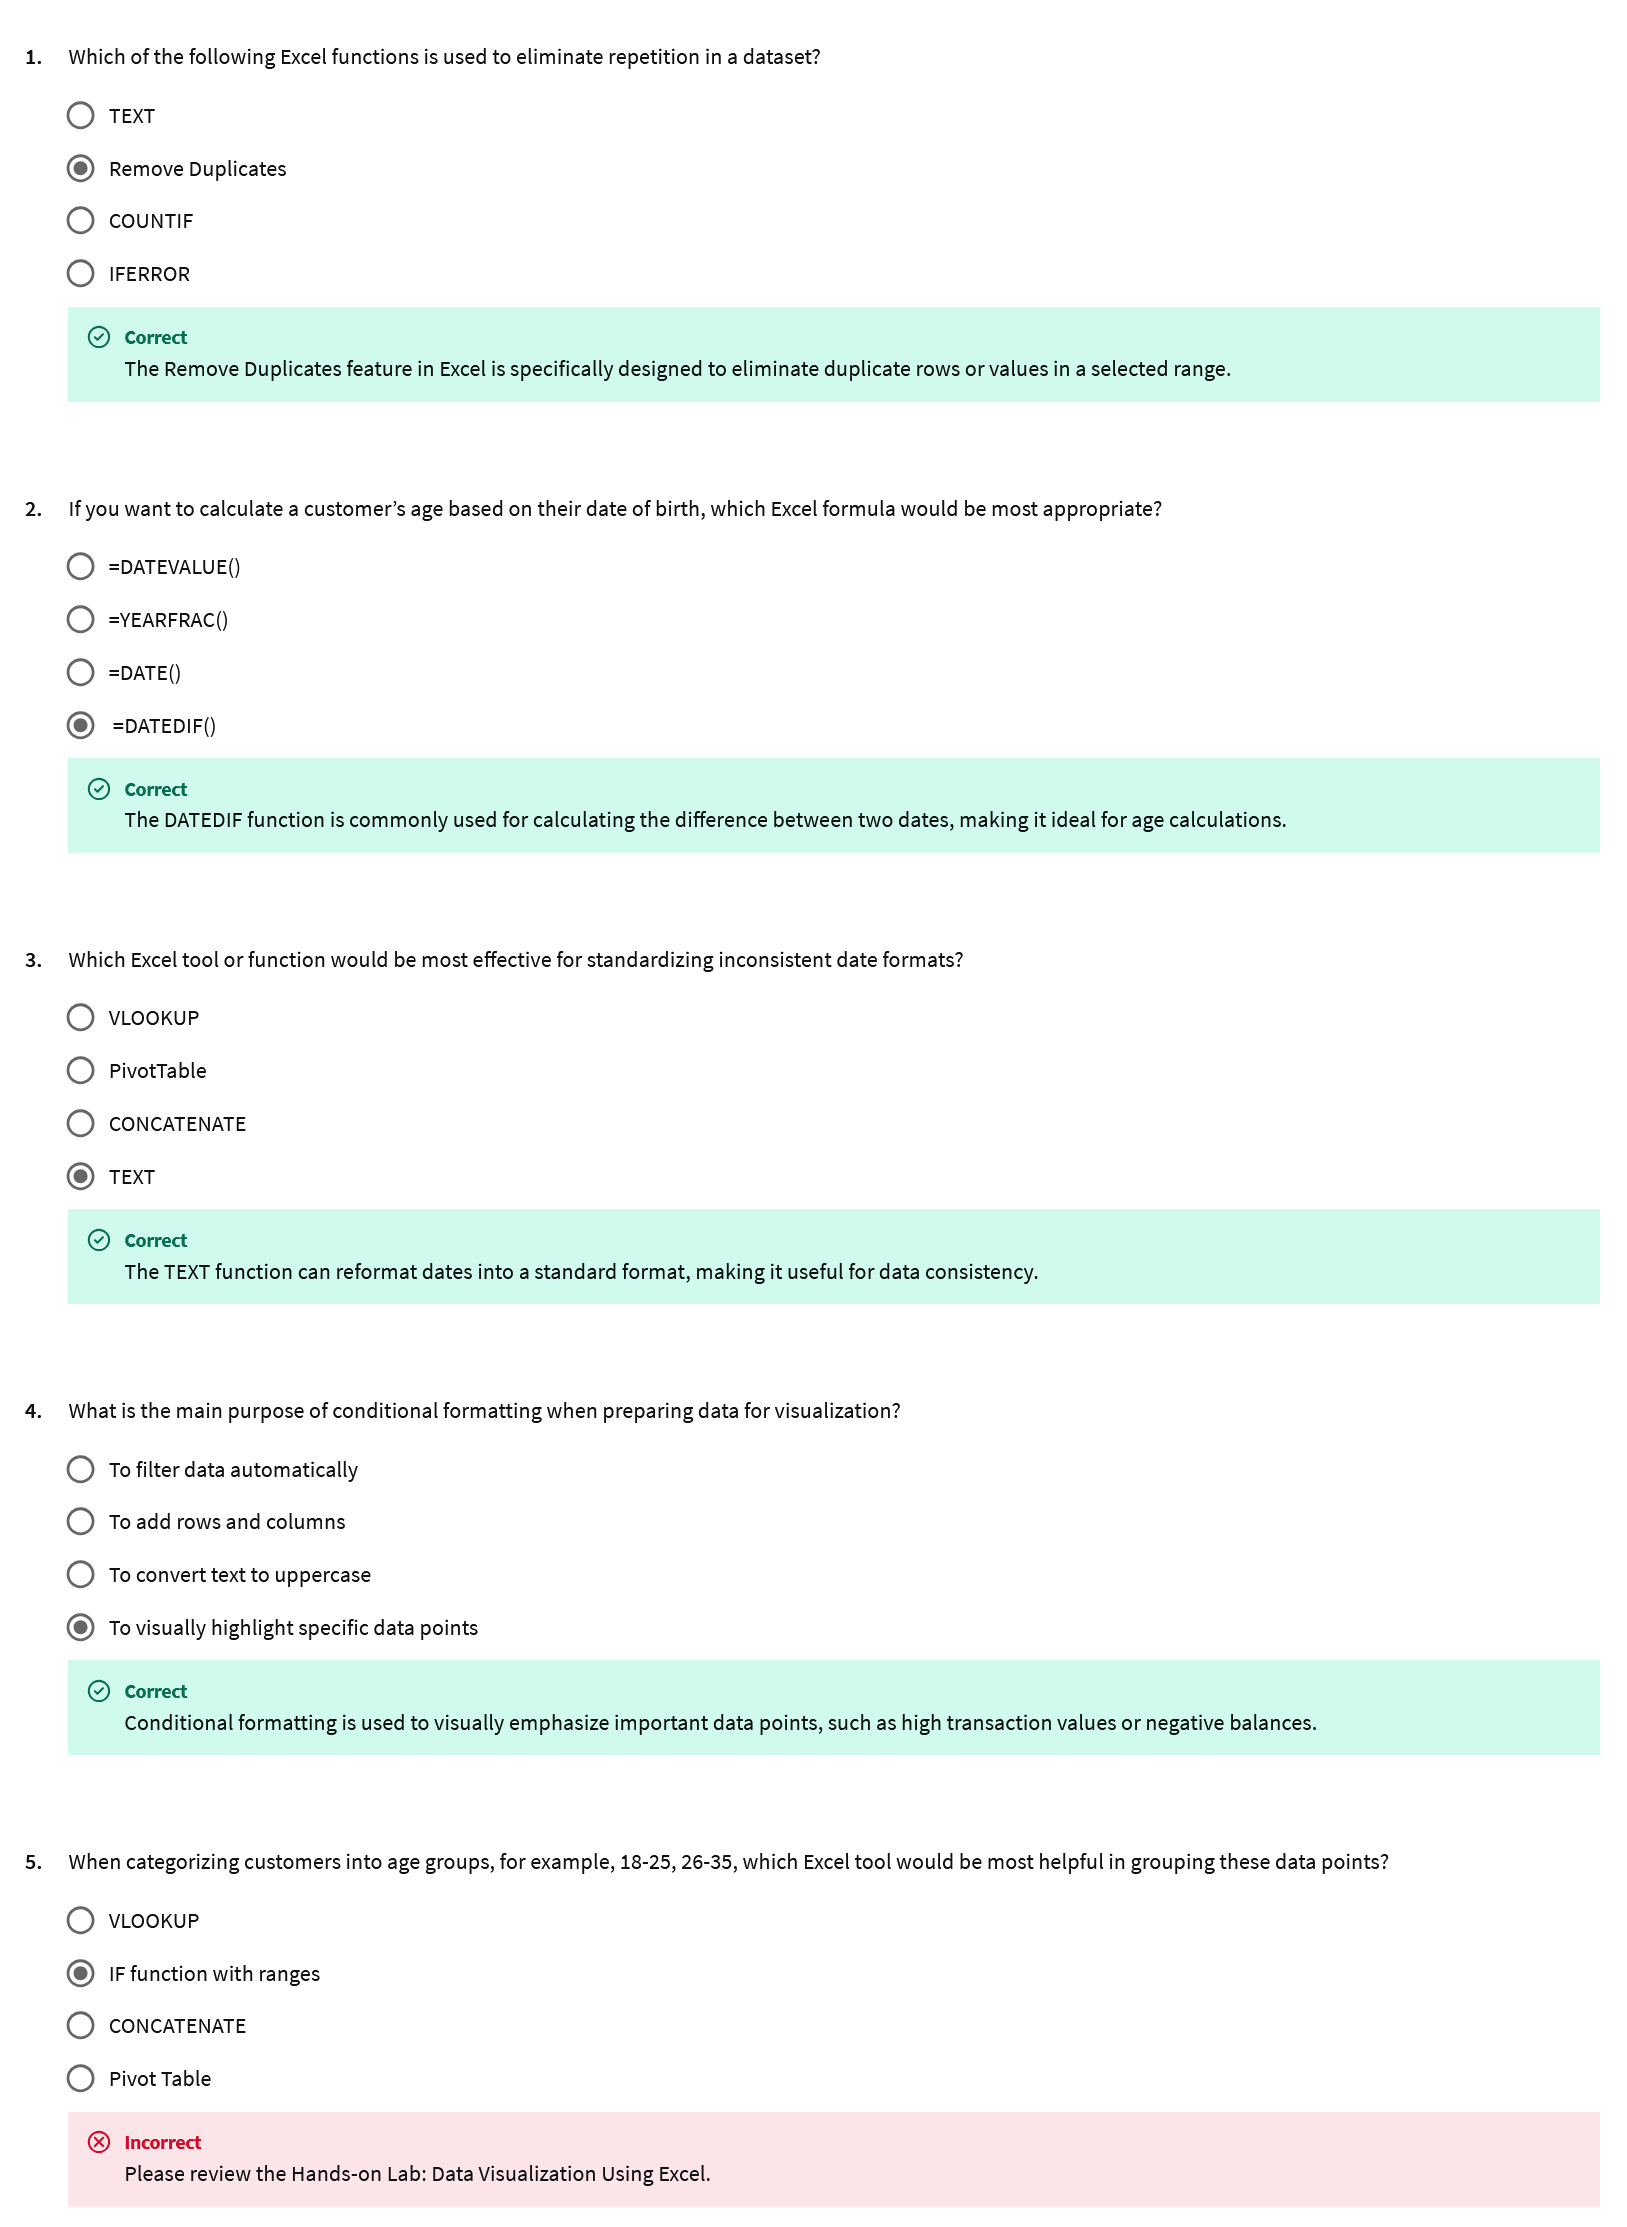 1. Which of the following Excel functions is used to eliminate repetition in a dataset?
TEXT
Remove Duplicates
COUNTIF
IFERROR
Correct
The Remove Duplicates feature in Excel is specifically designed to eliminate duplicate rows or values in a selected range.
2. If you want to calculate a customer’s age based on their date of birth, which Excel formula would be most appropriate?
=DATEVALUE()
=YEARFRAC()
=DATE()
=DATEDIF()
Correct
The DATEDIF function is commonly used for calculating the difference between two dates, making it ideal for age calculations.
3. Which Excel tool or function would be most effective for standardizing inconsistent date formats?
VLOOKUP
PivotTable
CONCATENATE
TEXT
Correct
The TEXT function can reformat dates into a standard format, making it useful for data consistency.
4. What is the main purpose of conditional formatting when preparing data for visualization?
To filter data automatically
To add rows and columns
To convert text to uppercase
To visually highlight specific data points
Correct
Conditional formatting is used to visually emphasize important data points, such as high transaction values or negative balances.
5. When categorizing customers into age groups, for example, 18-25, 26-35, which Excel tool would be most helpful in grouping these data points?
VLOOKUP
IF function with ranges
CONCATENATE
Pivot Table
Incorrect
Please review the Hands-on Lab: Data Visualization Using Excel.